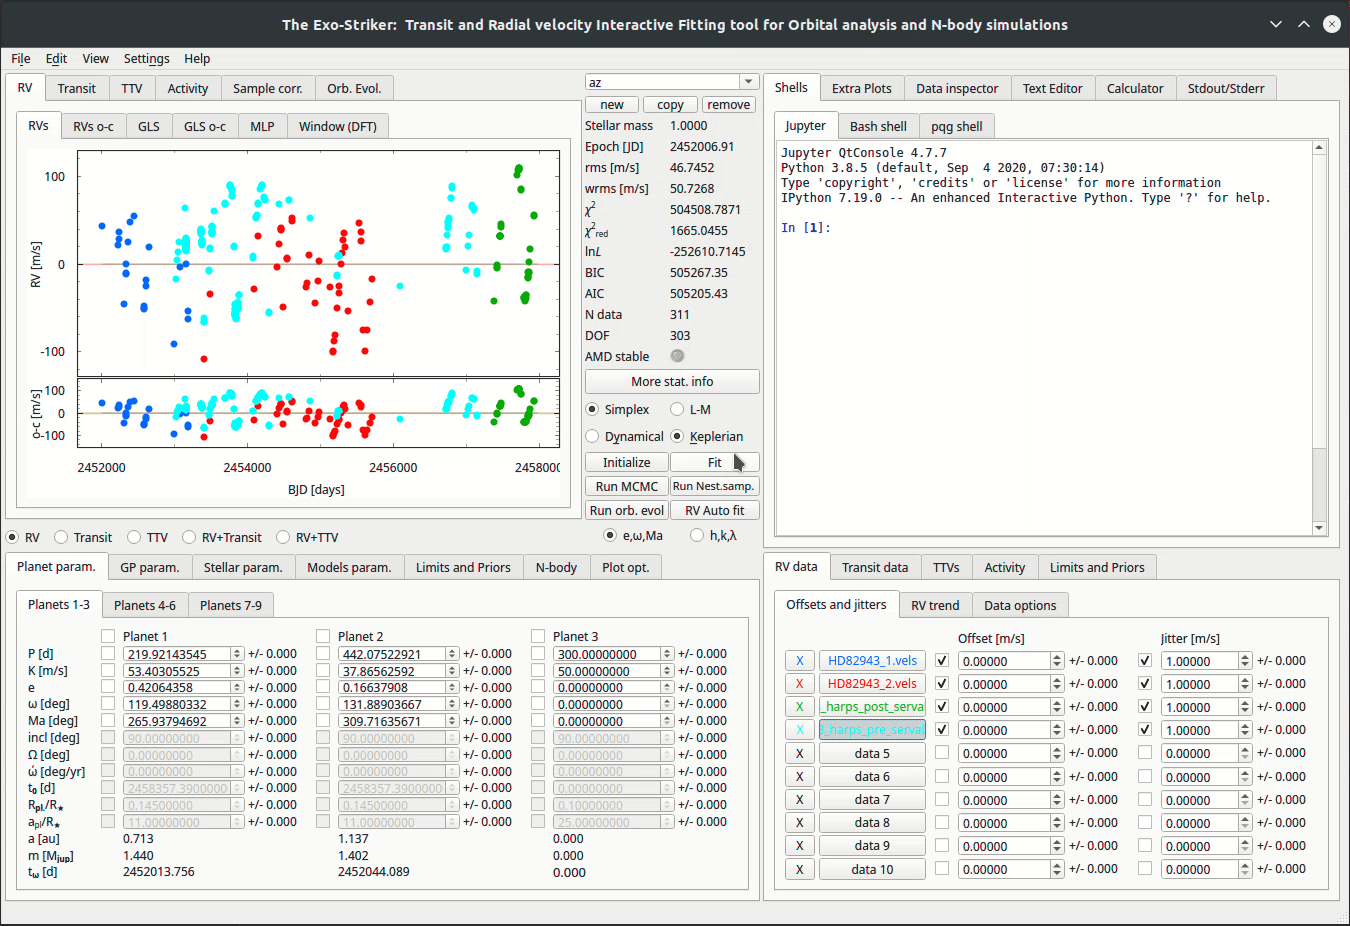 The Exo-Striker: Transit and Radial velocity Interactive Fitting tool for Orbital analysis and N-body simulations
File Edit View Settings Help
RV Transit TTV Activity Sample corr. Orb. Evol.
RVs RVs o-c GLS GLS o-c MLP Window (DFT)
100
0
-100
RV [m/s]
100
0
-100
o-c [m/s]
2452000 2454000 2456000 245800
BJD [days]
az
new copy remove
Stellar mass 1.0000
Epoch [JD] 2452006.91
rms [m/s] 46.7452
wrms [m/s] 50.7268
χ² 504508.7871
χ²red 1665.0455
lnL -252610.7145
BIC 505267.35
AIC 505205.43
N data 311
DOF 303
AMD stable
More stat. info
Simplex L-M
Dynamical Keplerian
Initialize Fit
Run MCMC Run Nest.samp.
Run orb. evol RV Auto fit
e,ω,Ma h,k,λ
Shells Extra Plots Data inspector Text Editor Calculator Stdout/Stderr
Jupyter Bash shell pqg shell
Jupyter QtConsole 4.7.7
Python 3.8.5 (default, Sep 4 2020, 07:30:14)
Type 'copyright', 'credits' or 'license' for more information
IPython 7.19.0 -- An enhanced Interactive Python. Type '?' for help.
In [1]:
RV Transit TTV RV+Transit RV+TTV
Planet param. GP param. Stellar param. Models param. Limits and Priors N-body Plot opt.
Planets 1-3 Planets 4-6 Planets 7-9
Planet 1 Planet 2 Planet 3
P [d] 219.92143545 +/- 0.000 442.07522921 +/- 0.000 300.00000000 +/- 0.000
K [m/s] 53.40305525 +/- 0.000 37.86562592 +/- 0.000 50.00000000 +/- 0.000
e 0.42064358 +/- 0.000 0.16637908 +/- 0.000 0.00000000 +/- 0.000
ω [deg] 119.49880332 +/- 0.000 131.88903667 +/- 0.000 0.00000000 +/- 0.000
Ma [deg] 265.93794692 +/- 0.000 309.71635671 +/- 0.000 0.00000000 +/- 0.000
incl [deg] 90.00000000 +/- 0.000 90.00000000 +/- 0.000 90.00000000 +/- 0.000
Ω [deg] 0.00000000 +/- 0.000 0.00000000 +/- 0.000 0.00000000 +/- 0.000
ώ [deg/yr] 0.00000000 +/- 0.000 0.00000000 +/- 0.000 0.00000000 +/- 0.000
t₀ [d] 2458357.3900000 +/- 0.000 2458357.3900000 +/- 0.000 0.00000000 +/- 0.000
Rpl/R★ 0.14500000 +/- 0.000 0.14500000 +/- 0.000 0.10000000 +/- 0.000
apl/R★ 11.00000000 +/- 0.000 11.00000000 +/- 0.000 25.00000000 +/- 0.000
a [au] 0.713 1.137 0.000
m [Mjup] 1.440 1.402 0.000
tω [d] 2452013.756 2452044.089 0.000
RV data Transit data TTVs Activity Limits and Priors
Offsets and jitters RV trend Data options
Offset [m/s] Jitter [m/s]
X HD82943_1.vels 0.00000 +/- 0.000 1.00000 +/- 0.000
X HD82943_2.vels 0.00000 +/- 0.000 1.00000 +/- 0.000
X _harps_post_serval 0.00000 +/- 0.000 1.00000 +/- 0.000
X _harps_pre_serval 0.00000 +/- 0.000 1.00000 +/- 0.000
X data 5 0.00000 +/- 0.000 0.00000 +/- 0.000
X data 6 0.00000 +/- 0.000 0.00000 +/- 0.000
X data 7 0.00000 +/- 0.000 0.00000 +/- 0.000
X data 8 0.00000 +/- 0.000 0.00000 +/- 0.000
X data 9 0.00000 +/- 0.000 0.00000 +/- 0.000
X data 10 0.00000 +/- 0.000 0.00000 +/- 0.000